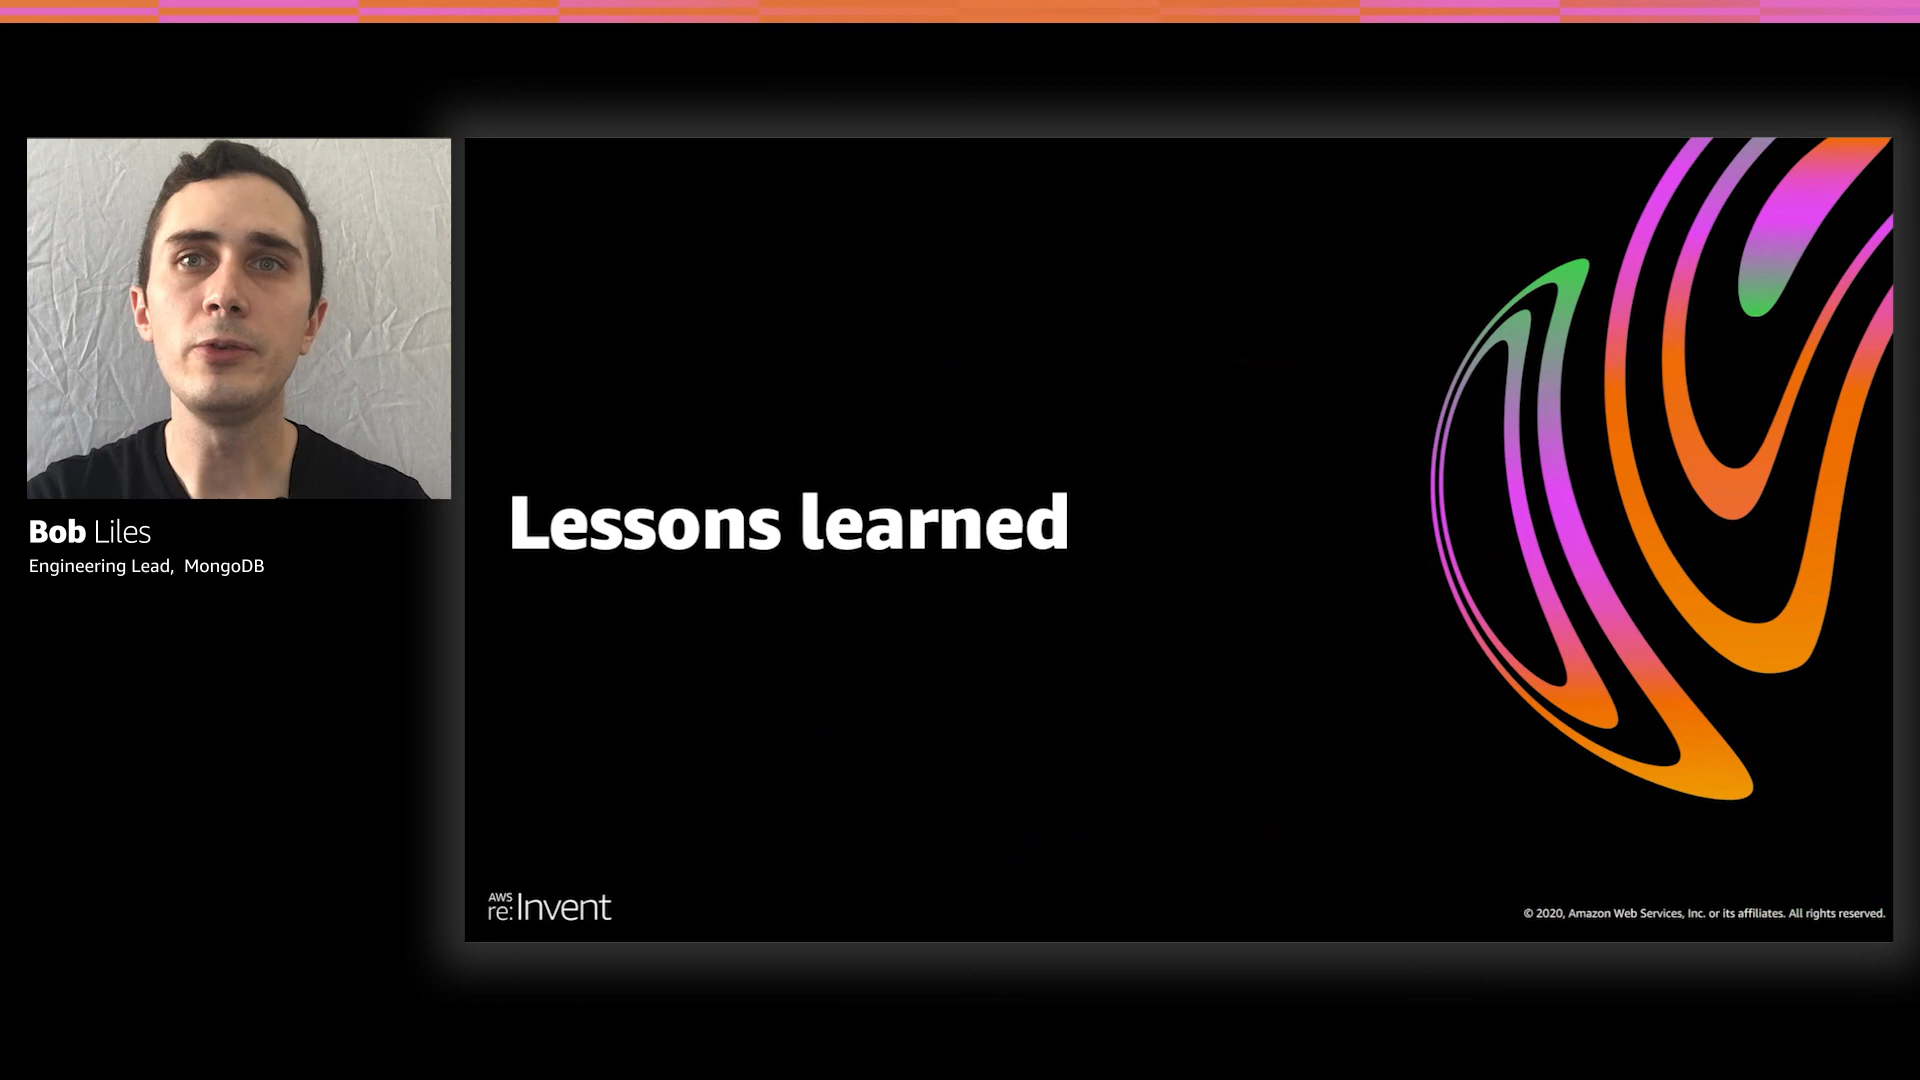 Bob Liles
Engineering Lead,  MongoDB
Lessons learned
AWS
re:Invent
© 2020, Amazon Web Services, Inc. or its affiliates. All rights reserved.